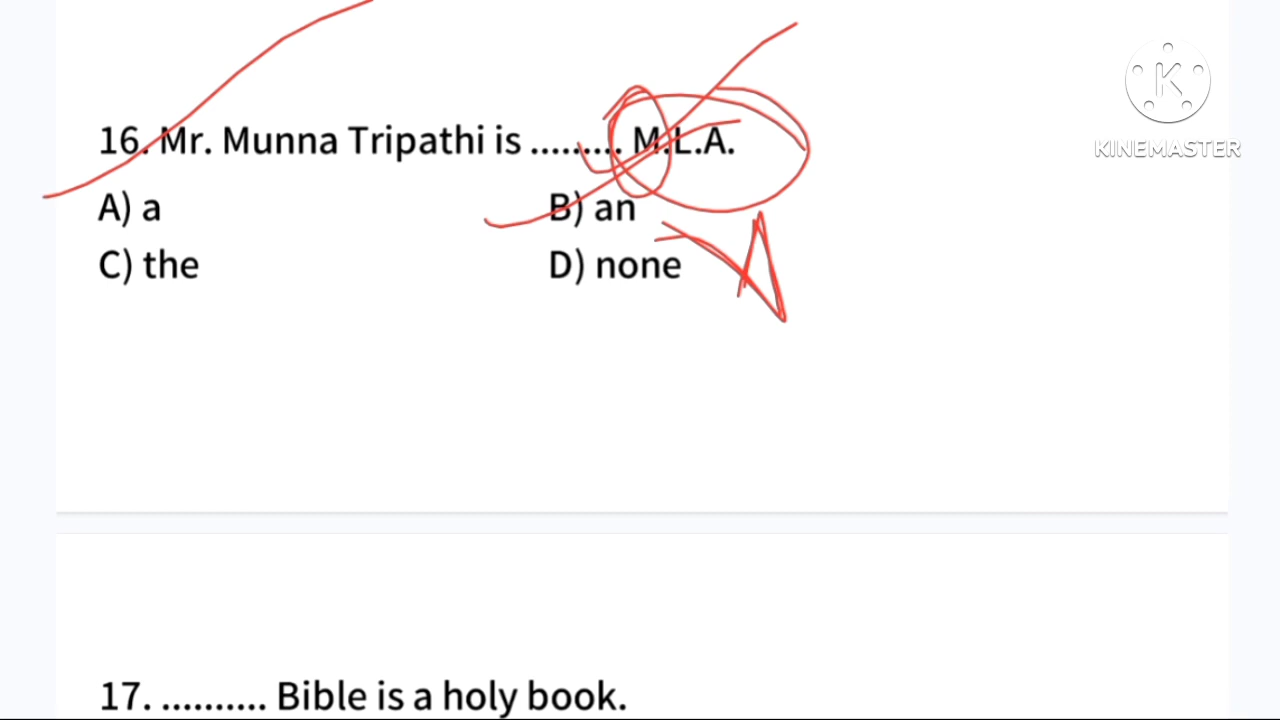 16. Mr. Munna Tripathi is ......... M.L.A.
A) a B) an
C) the D) none
K
KINEMASTER
17. .......... Bible is a holy book.